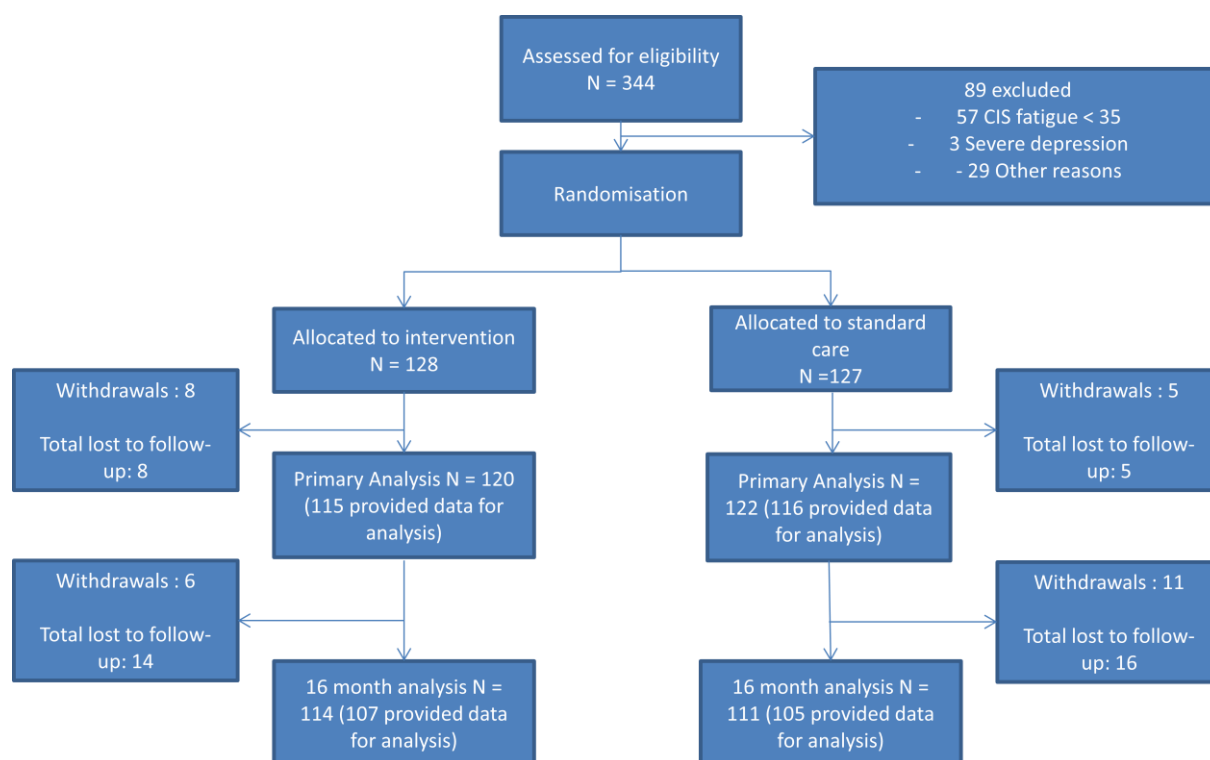 Assessed for eligibility
N = 344
89 excluded
- 57 CIS fatigue < 35
- 3 Severe depression
- - 29 Other reasons
Randomisation
Allocated to intervention
N = 128
Allocated to standard
care
N =127
Withdrawals : 8
Total lost to follow-
up: 8
Withdrawals : 5
Total lost to follow-
up: 5
Primary Analysis N = 120
(115 provided data for
analysis)
Primary Analysis N =
122 (116 provided data
for analysis)
Withdrawals : 6
Total lost to follow-
up: 14
Withdrawals : 11
Total lost to follow-
up: 16
16 month analysis N =
114 (107 provided data
for analysis)
16 month analysis N =
111 (105 provided data
for analysis)